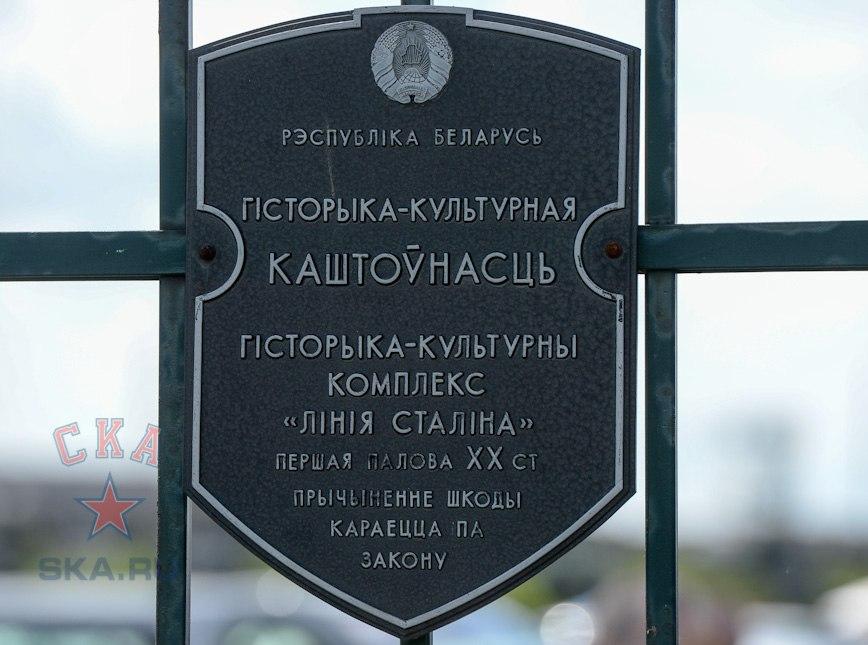 РЭСПУБЛІКА БЕЛАРУСЬ
ГІСТОРЫКА-КУЛЬТУРНАЯ
КАШТОЎНАСЦЬ
ГІСТОРЫКА-КУЛЬТУРНЫ
КОМПЛЕКС
«ЛІНІЯ СТАЛІНА»
ПЕРШАЯ ПАЛОВА XX СТ
ПРЫЧЫНЕННЕ ШКОДЫ
КАРАЕЦЦА ПА
ЗАКОНУ
СКА
SKA.RU